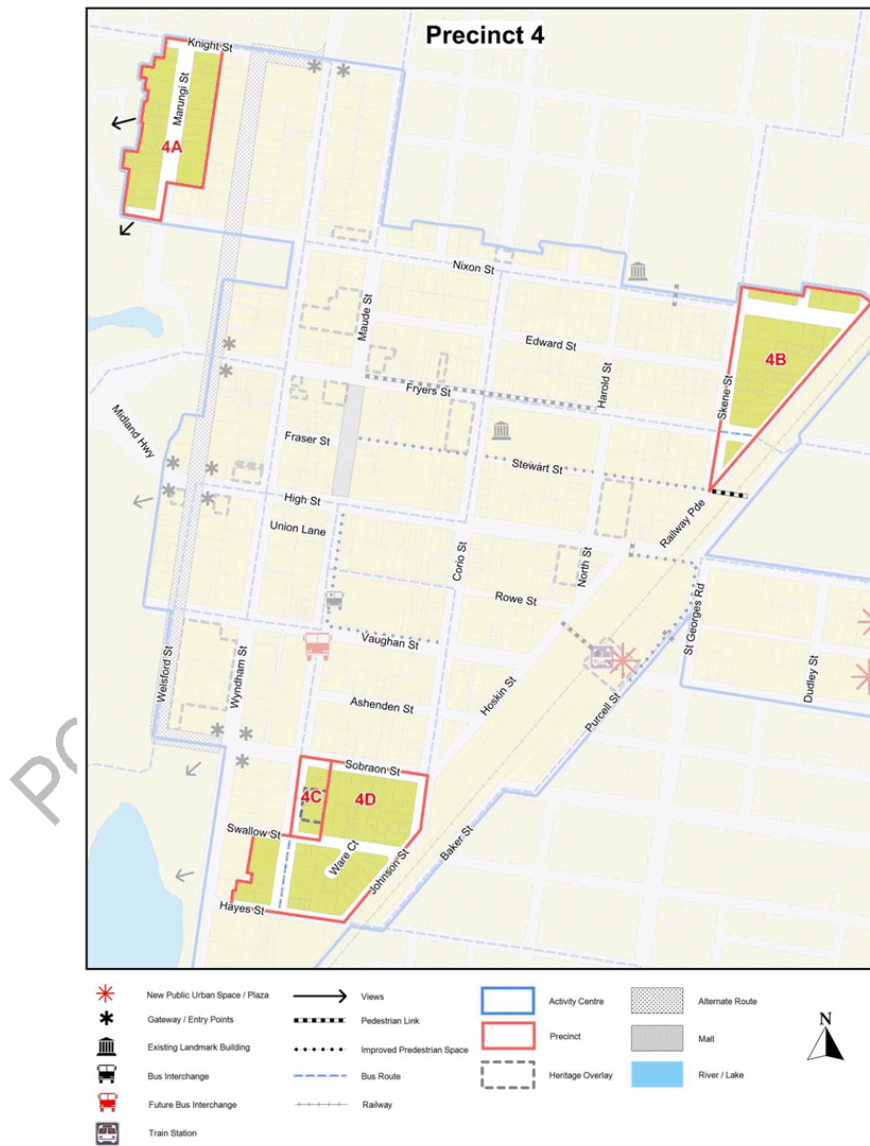 Precinct 4
Knight St
Marungi St
4A
Nixon St
Maude St
Edward St
Harold St
Skene St
4B
Fryers St
Midland Hwy
Fraser St
Stewart St
High St
Union Lane
Railway Pde
Corio St
North St
Rowe St
St Georges Rd
Vaughan St
Welsford St
Wyndham St
Hoskin St
Dudley St
Purcell St
Ashenden St
Sobraon St
4C
4D
Swallow St
Ware Ct
Johnson St
Baker St
Hayes St
PO
New Public Urban Space / Plaza
Views
Activity Centre
Alternate Route
Gateway / Entry Points
Pedestrian Link
Precinct
Mall
Existing Landmark Building
Improved Predestrian Space
Heritage Overlay
River / Lake
Bus Interchange
Bus Route
Future Bus Interchange
Railway
Train Station
N